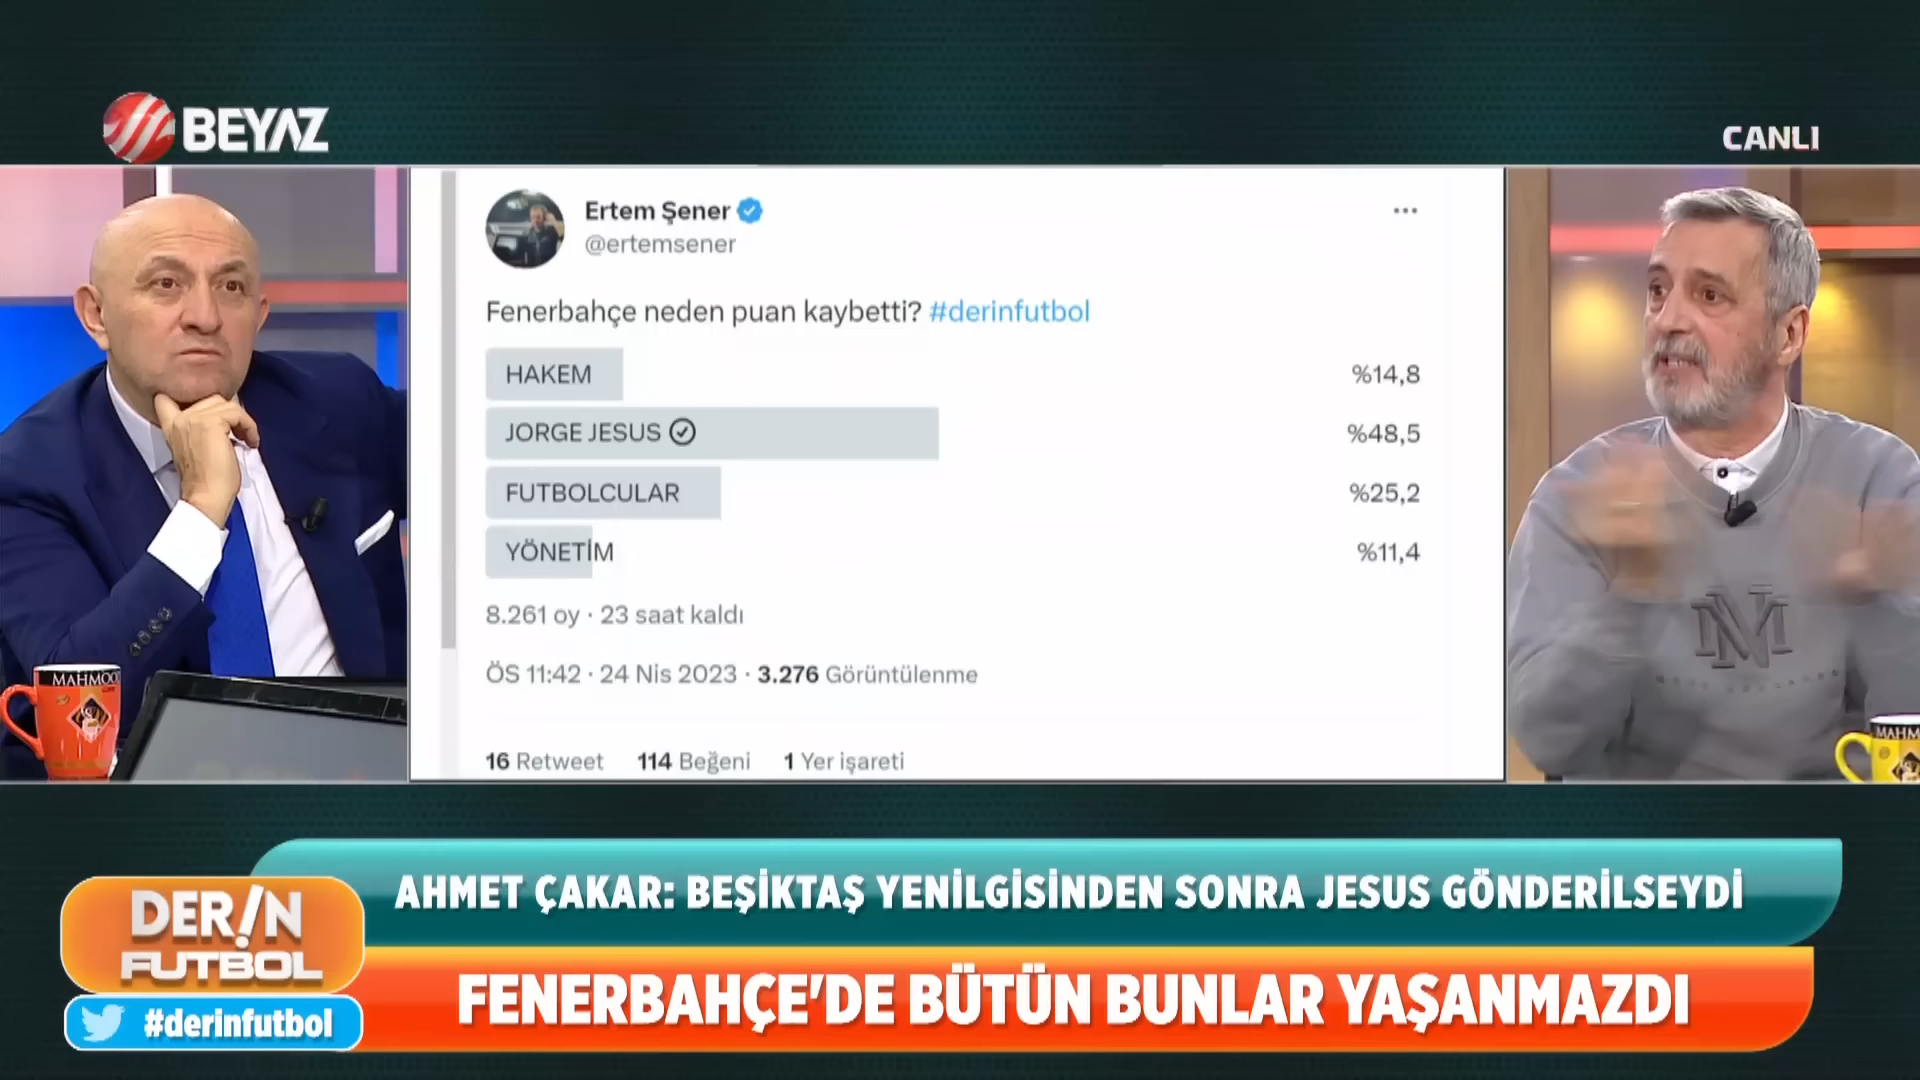 BEYAZ
CANLI
Ertem Şener
@ertemsener
Fenerbahçe neden puan kaybetti? #derinfutbol
HAKEM %14,8
JORGE JESUS %48,5
FUTBOLCULAR %25,2
YÖNETİM %11,4
8.261 oy · 23 saat kaldı
ÖS 11:42 · 24 Nis 2023 · 3.276 Görüntülenme
16 Retweet 114 Beğeni 1 Yer işareti
MAHMOOD
MAHM
AHMET ÇAKAR: BEŞİKTAŞ YENİLGİSİNDEN SONRA JESUS GÖNDERİLSEYDİ
DER!N
FUTBOL
FENERBAHÇE'DE BÜTÜN BUNLAR YAŞANMAZDI
#derinfutbol